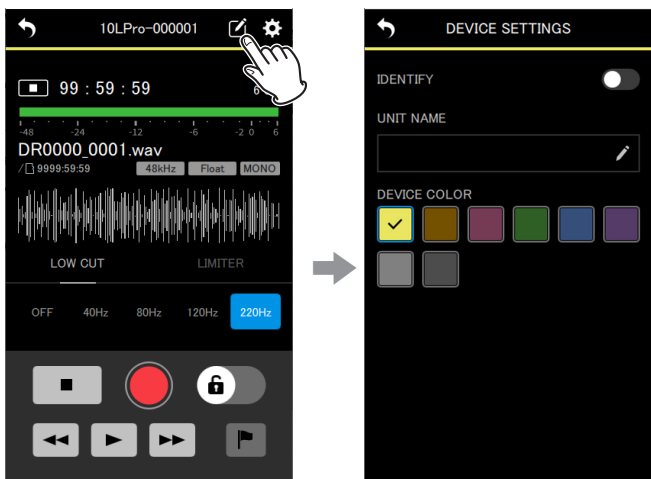 10LPro-000001
99 : 59 : 59
6
-48 -24 -12 -6 -2 0 6
DR0000_0001.wav
/ 9999:59:59 48kHz Float MONO
LOW CUT LIMITER
OFF 40Hz 80Hz 120Hz 220Hz
DEVICE SETTINGS
IDENTIFY
UNIT NAME
DEVICE COLOR